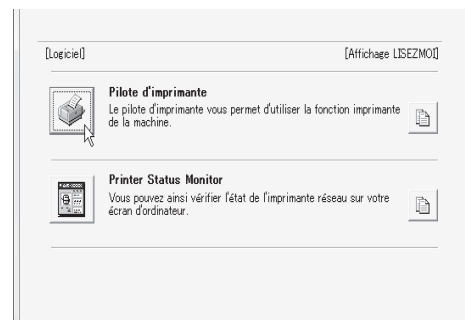 [Logiciel] [Affichage LISEZMOI]
Pilote d'imprimante
Le pilote d'imprimante vous permet d'utiliser la fonction imprimante
de la machine.
Printer Status Monitor
Vous pouvez ainsi vérifier l'état de l'imprimante réseau sur votre
écran d'ordinateur.